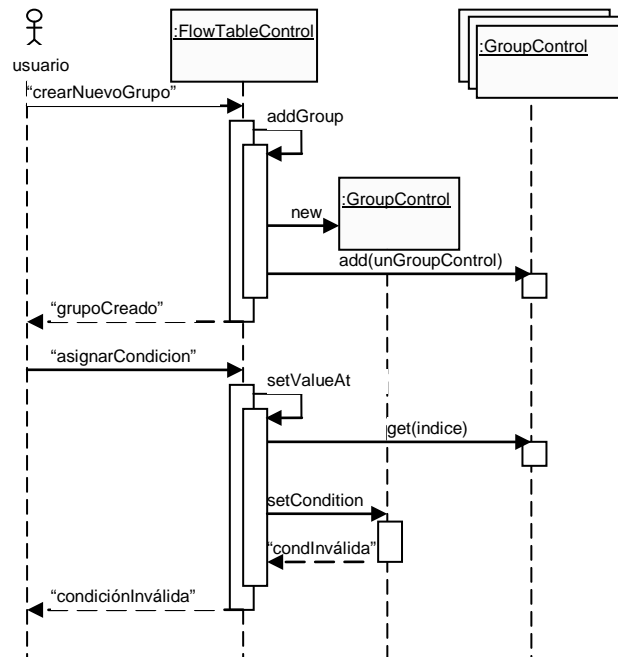 :FlowTableControl
:GroupControl
usuario
“crearNuevoGrupo”
addGroup
:GroupControl
new
add(unGroupControl)
“grupoCreado”
“asignarCondicion”
setValueAt
get(indice)
setCondition
“condInválida”
“condiciónInválida”